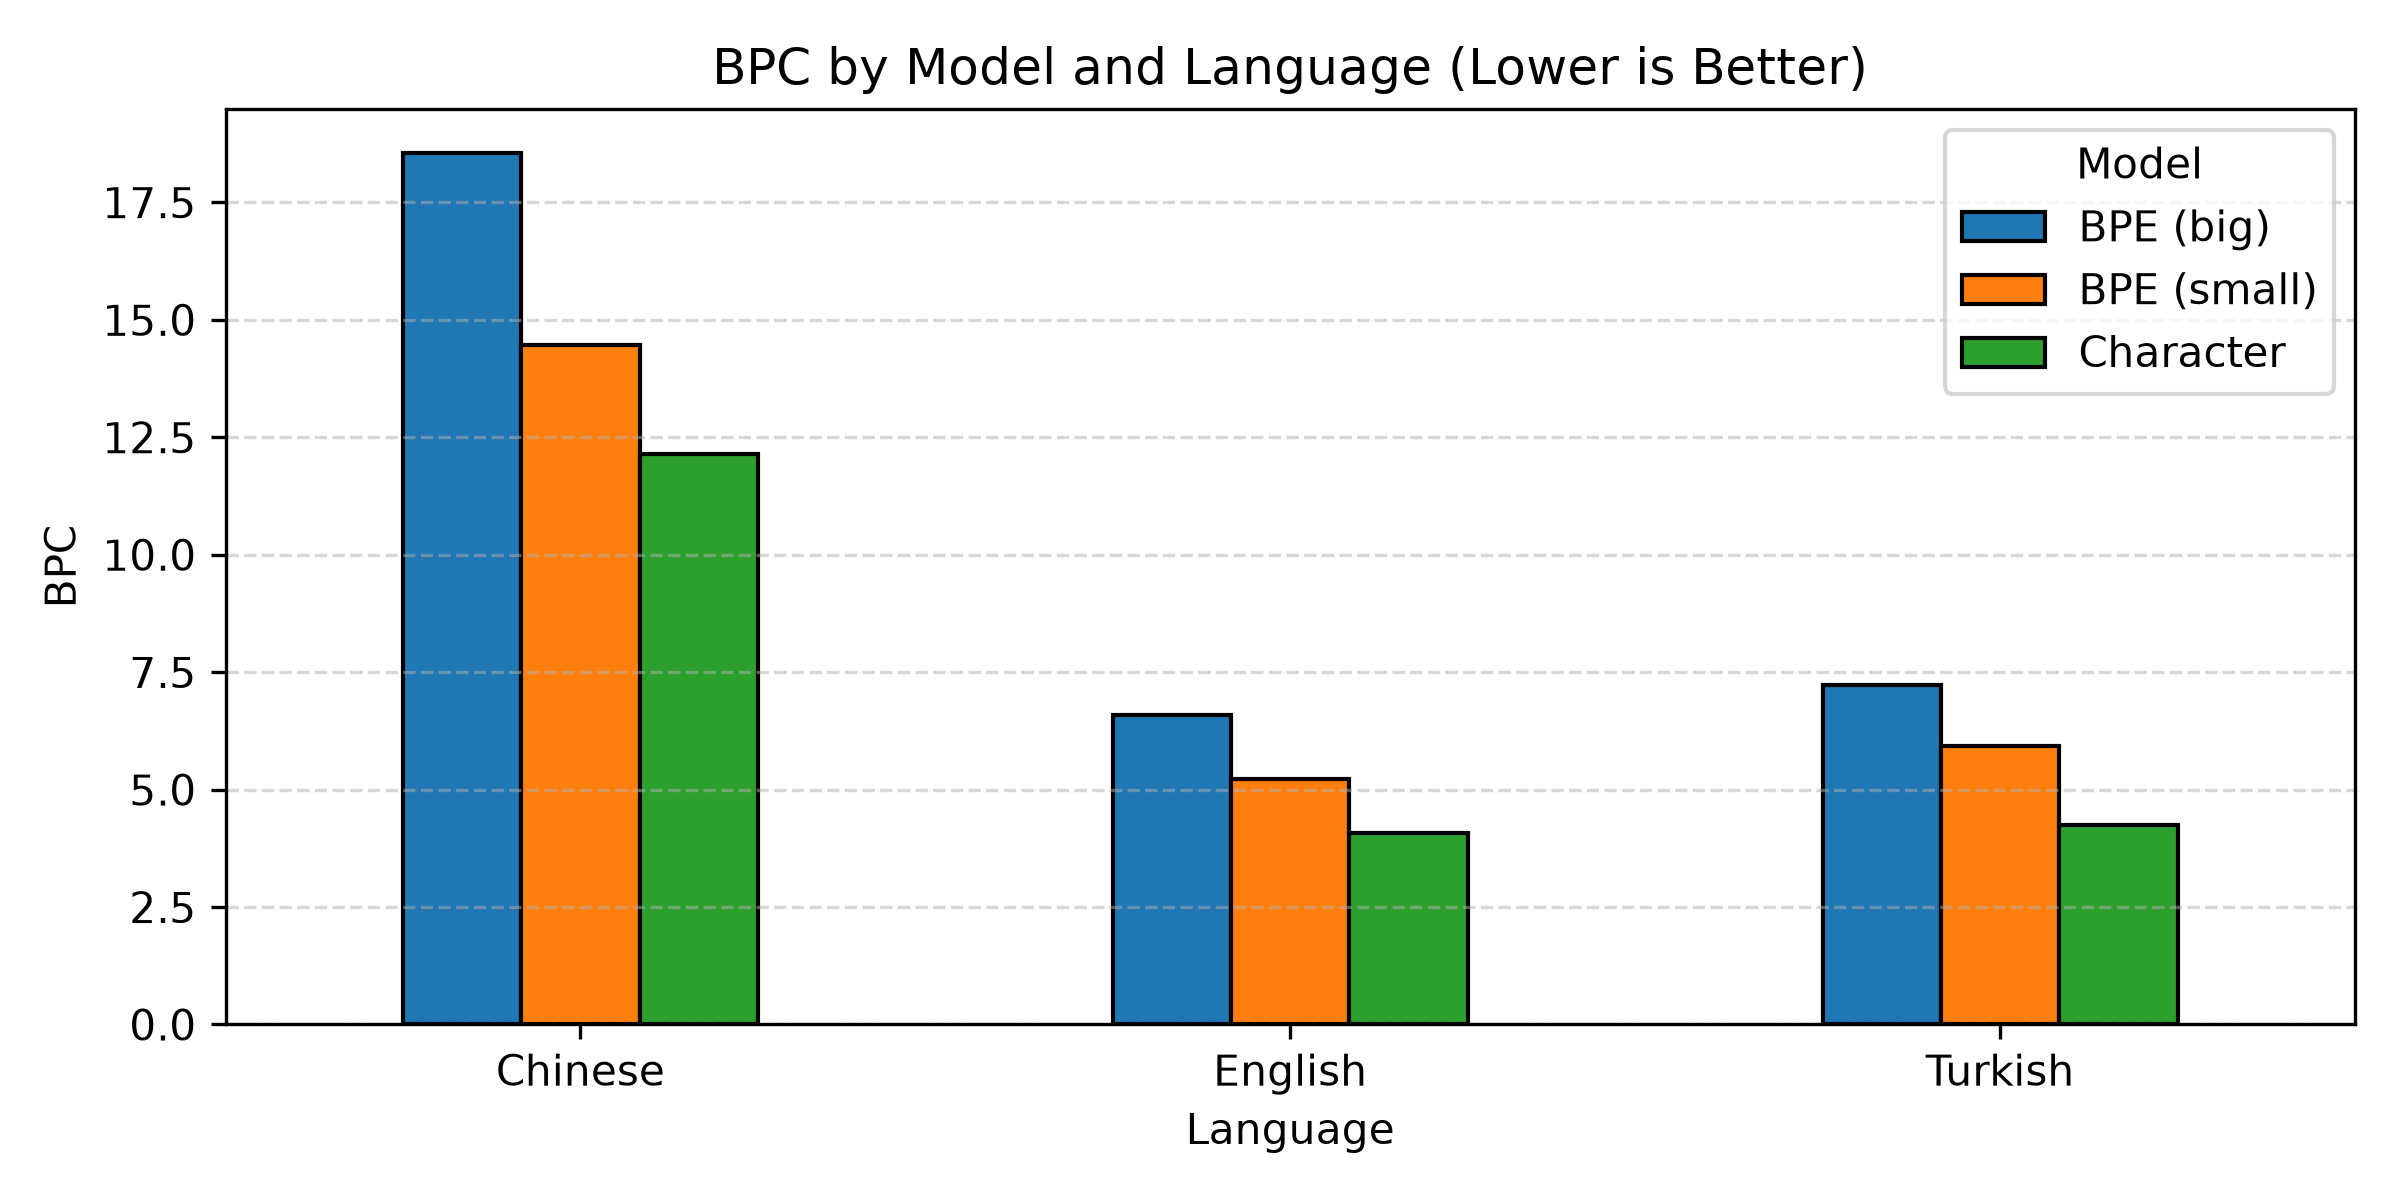 BPC by Model and Language (Lower is Better)
Model
BPE (big)
BPE (small)
Character
17.5
15.0
12.5
10.0
7.5
5.0
2.5
0.0
BPC
Chinese English Turkish
Language